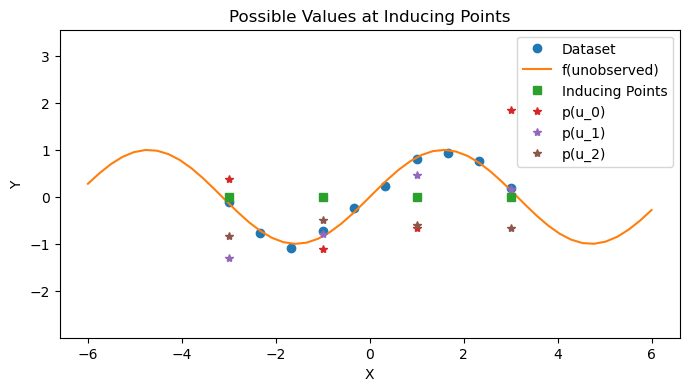 Possible Values at Inducing Points
Dataset
f(unobserved)
Inducing Points
p(u_0)
p(u_1)
p(u_2)
3
2
1
0
−1
−2
Y
−6
−4
−2
0
2
4
6
X